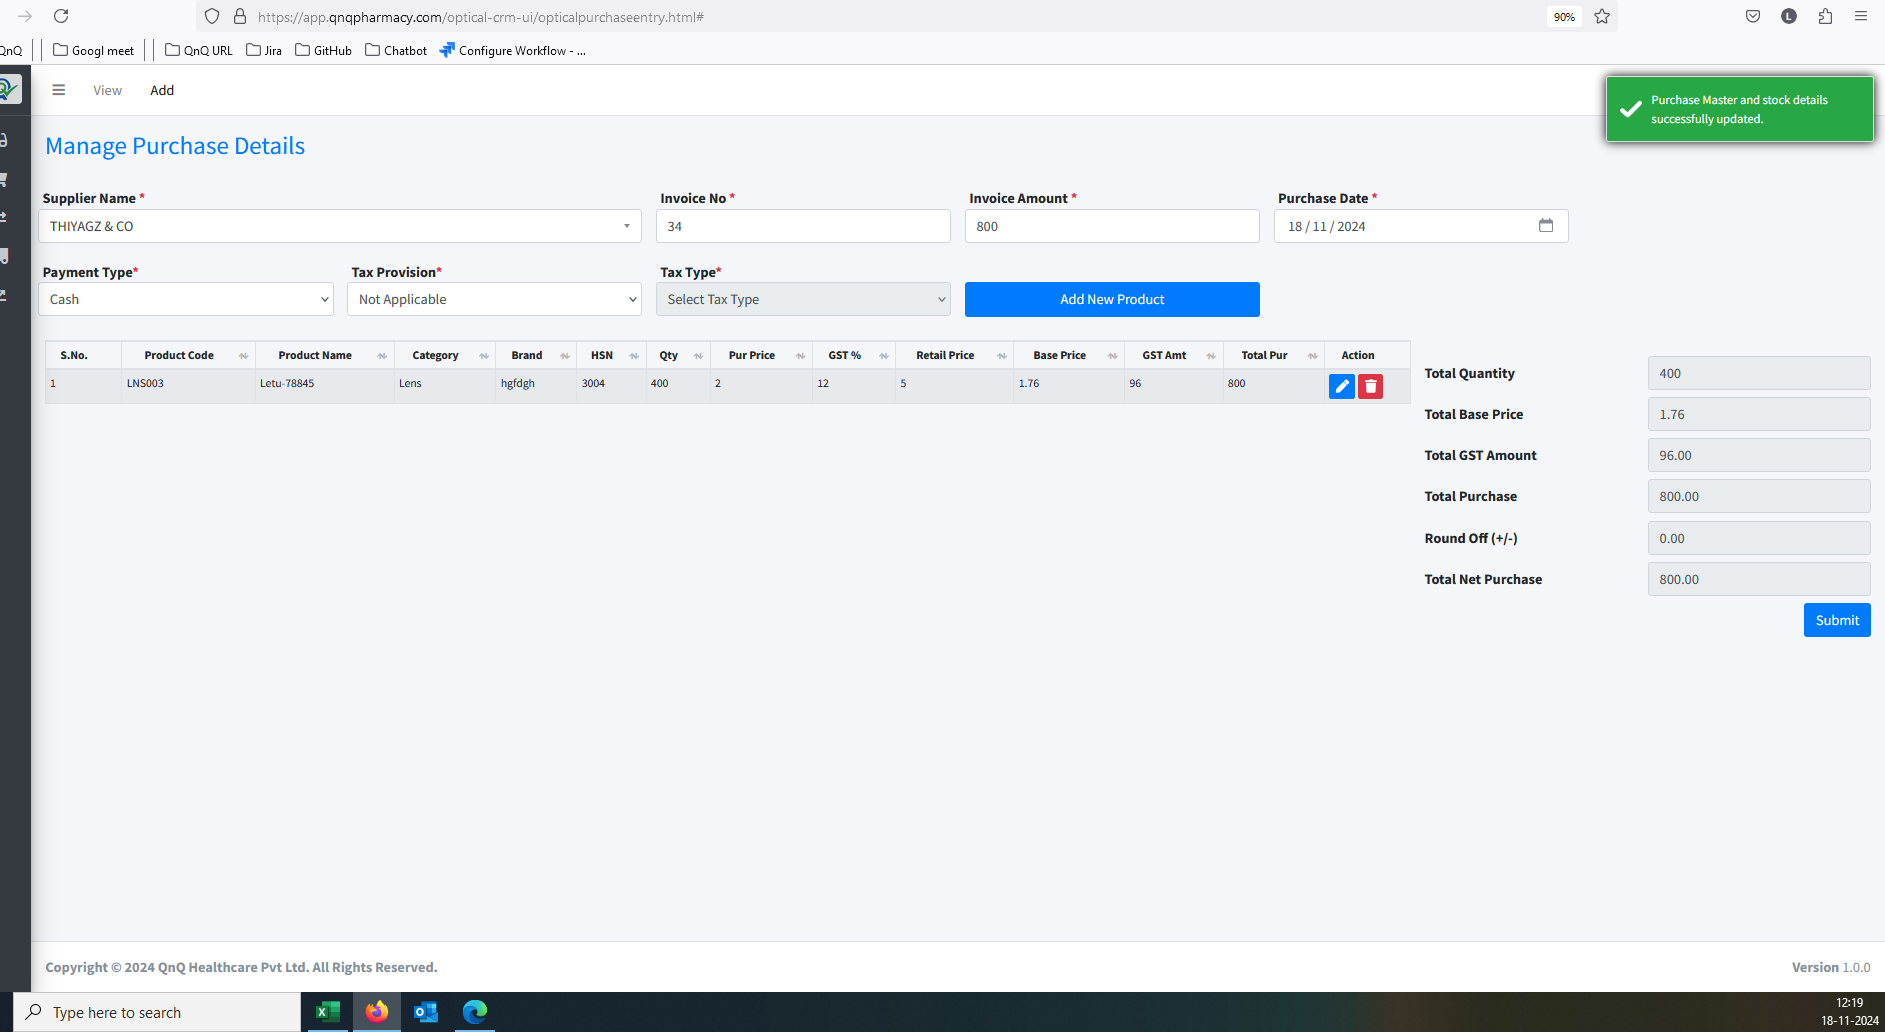 https://app.qnqpharmacy.com/optical-crm-ui/opticalpurchaseentry.html#
90%
L
QnQ
Googl meet
QnQ URL
Jira
GitHub
Chatbot
Configure Workflow - ...
View Add
Purchase Master and stock details
successfully updated.
Manage Purchase Details
Supplier Name * Invoice No * Invoice Amount * Purchase Date *
THIYAGZ & CO 34 800 18 / 11 / 2024
Payment Type* Tax Provision* Tax Type*
Cash Not Applicable Select Tax Type Add New Product
S.No. Product Code Product Name Category Brand HSN Qty Pur Price GST % Retail Price Base Price GST Amt Total Pur Action
1 LNS003 Letu-78845 Lens hgfdgh 3004 400 2 12 5 1.76 96 800
Total Quantity 400
Total Base Price 1.76
Total GST Amount 96.00
Total Purchase 800.00
Round Off (+/-) 0.00
Total Net Purchase 800.00
Submit
Copyright © 2024 QnQ Healthcare Pvt Ltd. All Rights Reserved.
Version 1.0.0
Type here to search
12:19
18-11-2024